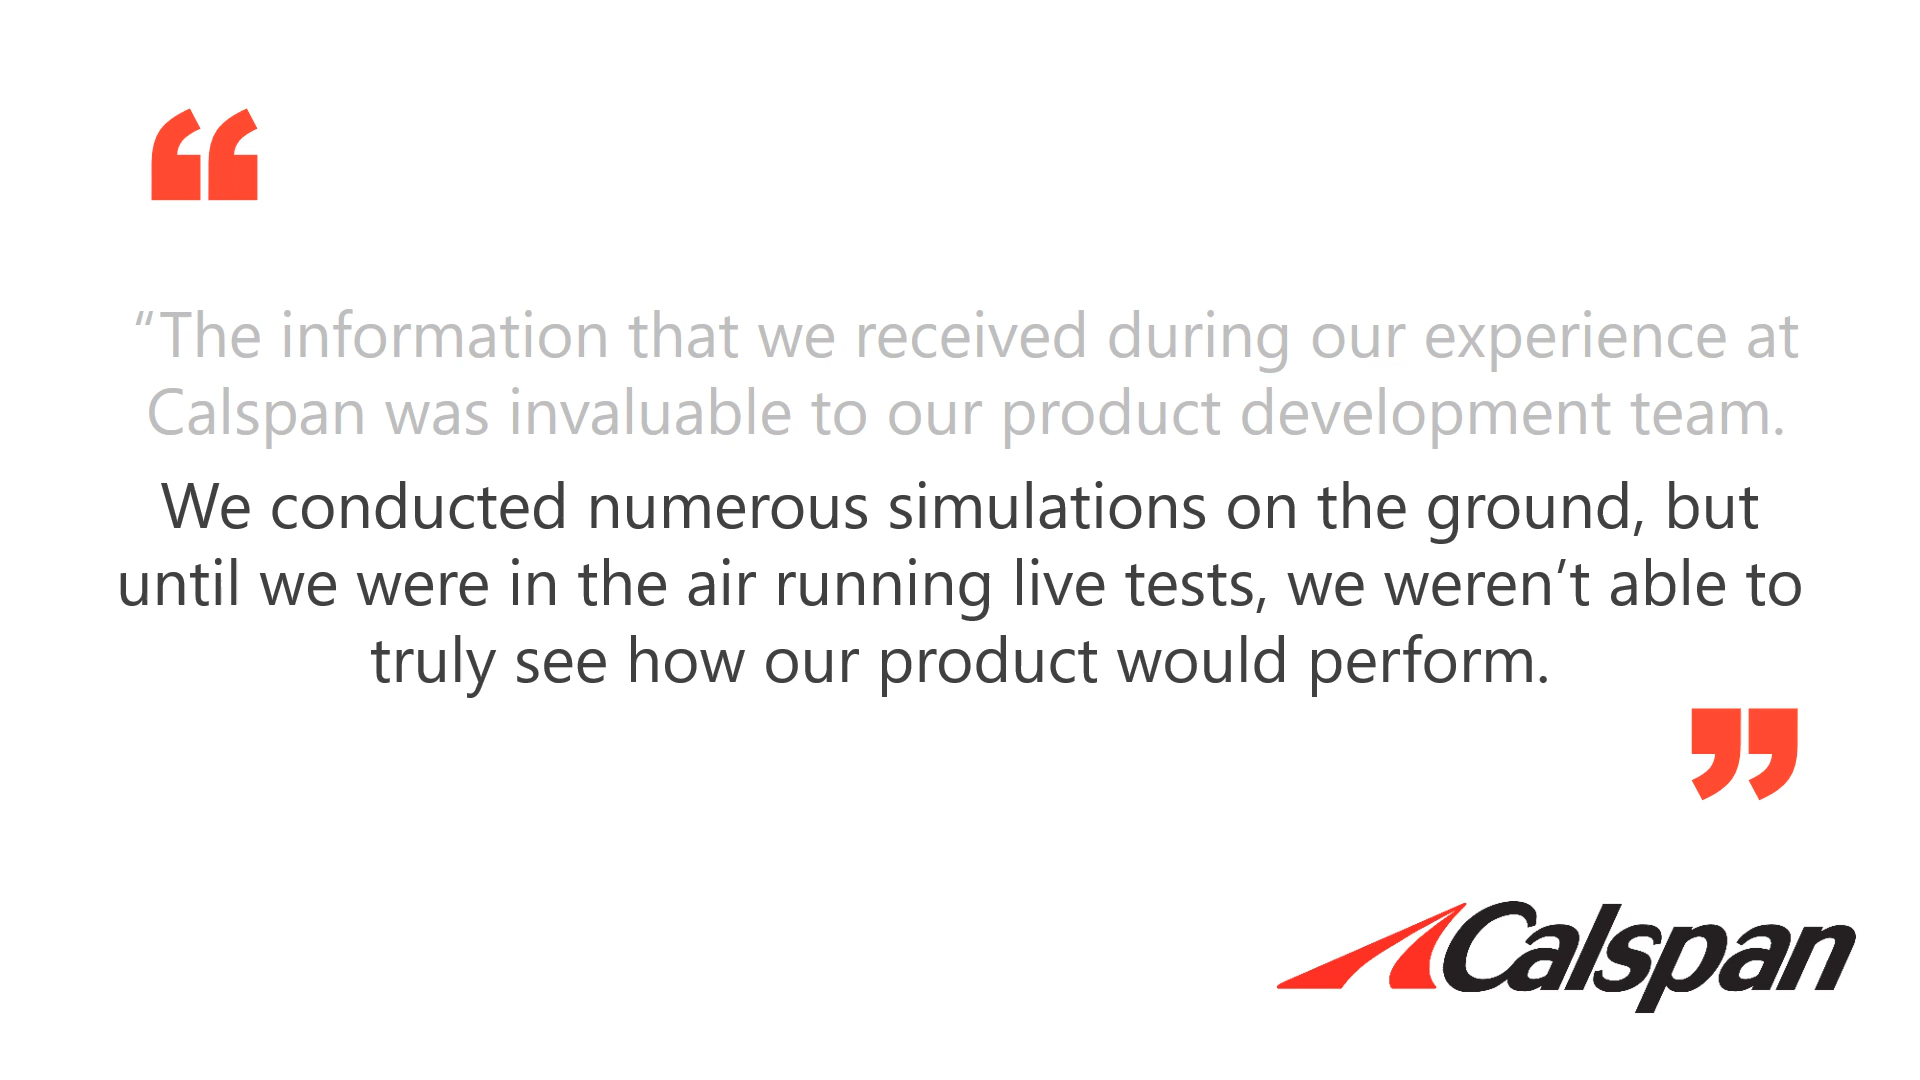 “The information that we received during our experience at
Calspan was invaluable to our product development team.
We conducted numerous simulations on the ground, but
until we were in the air running live tests, we weren’t able to
truly see how our product would perform.
Calspan